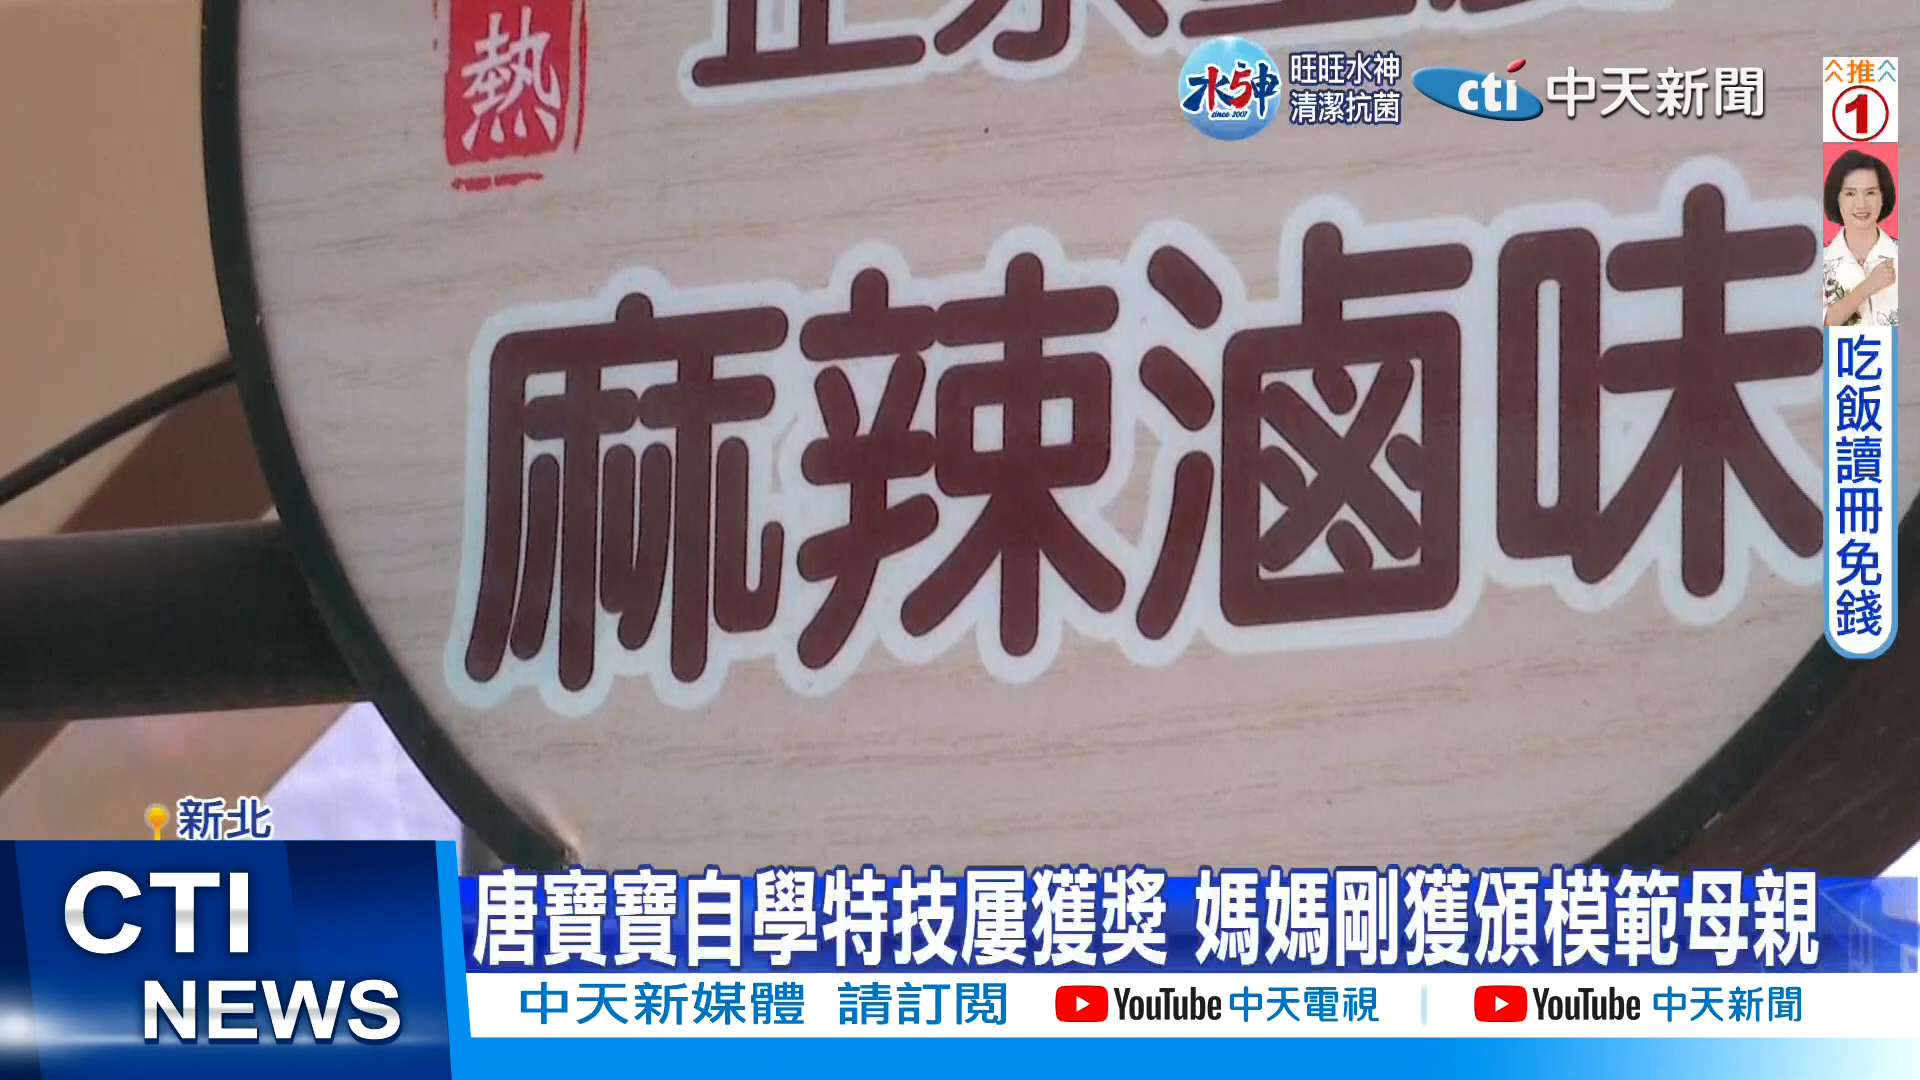 熱
麻辣滷味
水神
since 2007
旺旺水神
清潔抗菌
cti 中天新聞
推
1
吃飯讀冊免錢
新北
CTI
NEWS
唐寶寶自學特技屢獲獎 媽媽剛獲頒模範母親
中天新媒體 請訂閱 YouTube 中天電視 YouTube 中天新聞